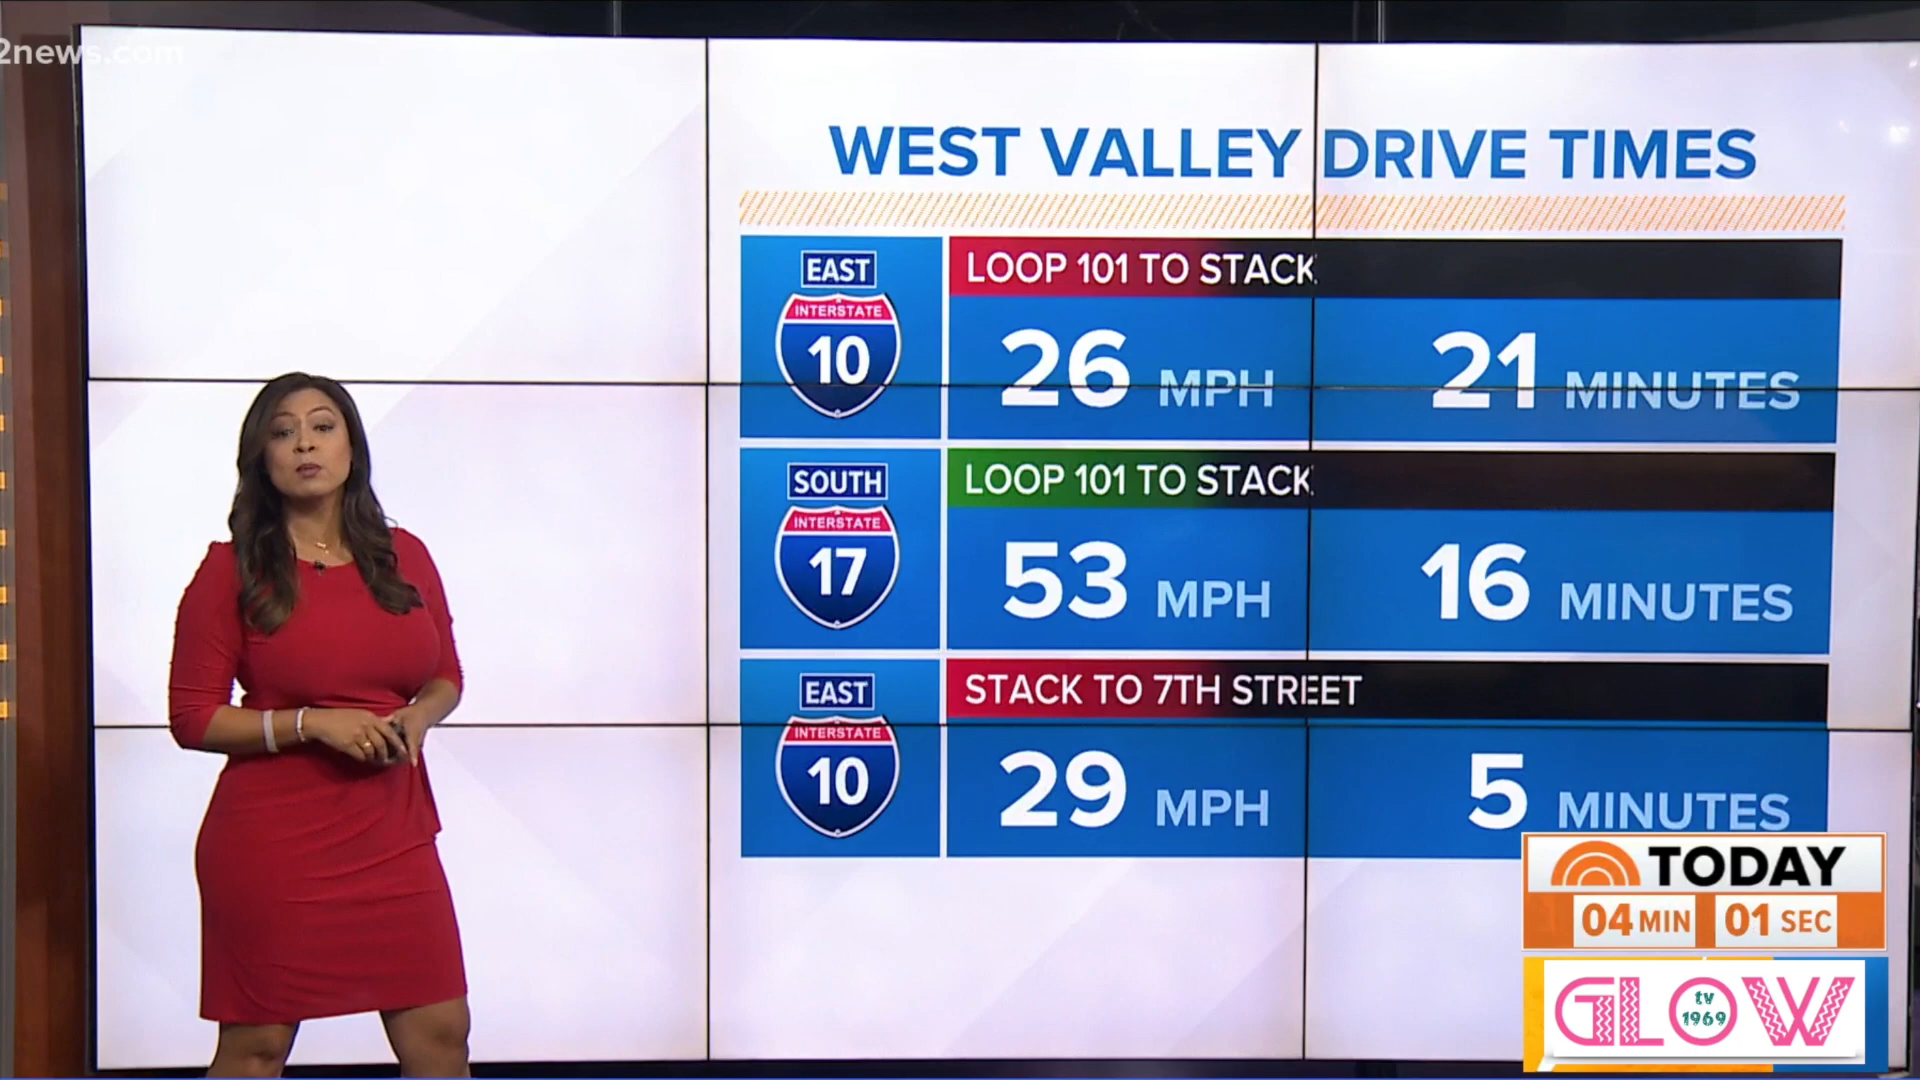 2news.com
WEST VALLEY DRIVE TIMES
EAST
INTERSTATE
10
LOOP 101 TO STACK
26 MPH
21 MINUTES
SOUTH
INTERSTATE
17
LOOP 101 TO STACK
53 MPH
16 MINUTES
EAST
INTERSTATE
10
STACK TO 7TH STREET
29 MPH
5 MINUTES
TODAY
04 MIN 01 SEC
GLOW
tv
1969